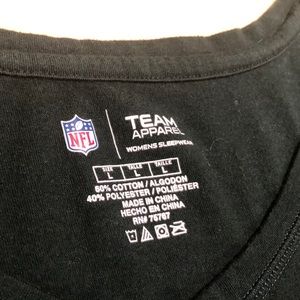 NFL
TEAM
APPAREL
WOMENS SLEEPWEAR
SIZE TALLA TAILLE
L L L
60% COTTON / ALGODON
40% POLYESTER / POLIÉSTER
MADE IN CHINA
HECHO EN CHINA
RN# 75767